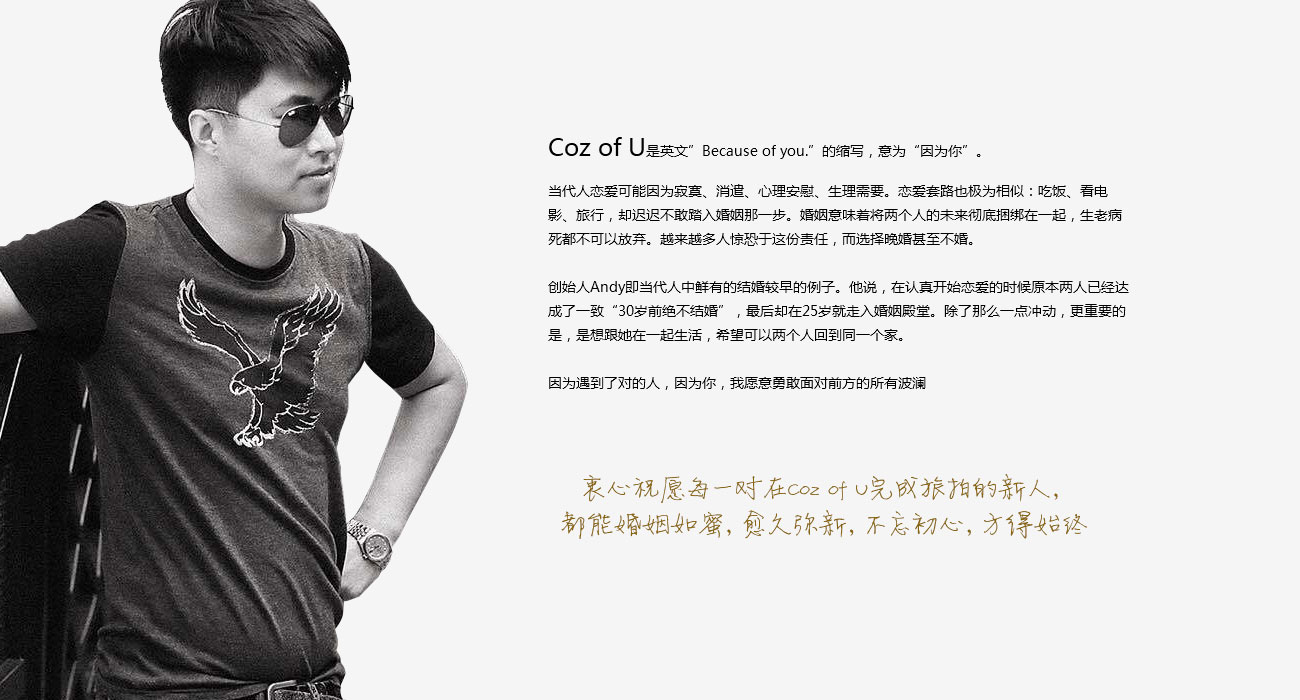 Coz of U是英文”Because of you.”的缩写，意为“因为你”。
当代人恋爱可能因为寂寞、消遣、心理安慰、生理需要。恋爱套路也极为相似：吃饭、看电
影、旅行，却迟迟不敢踏入婚姻那一步。婚姻意味着将两个人的未来彻底捆绑在一起，生老病
死都不可以放弃。越来越多人惊恐于这份责任，而选择晚婚甚至不婚。
创始人Andy即当代人中鲜有的结婚较早的例子。他说，在认真开始恋爱的时候原本两人已经达
成了一致“30岁前绝不结婚”，最后却在25岁就走入婚姻殿堂。除了那么一点冲动，更重要的
是，是想跟她在一起生活，希望可以两个人回到同一个家。
因为遇到了对的人，因为你，我愿意勇敢面对前方的所有波澜
衷心祝愿每一对在Coz of U完成旅拍的新人，
都能婚姻如蜜，愈久弥新，不忘初心，方得始终